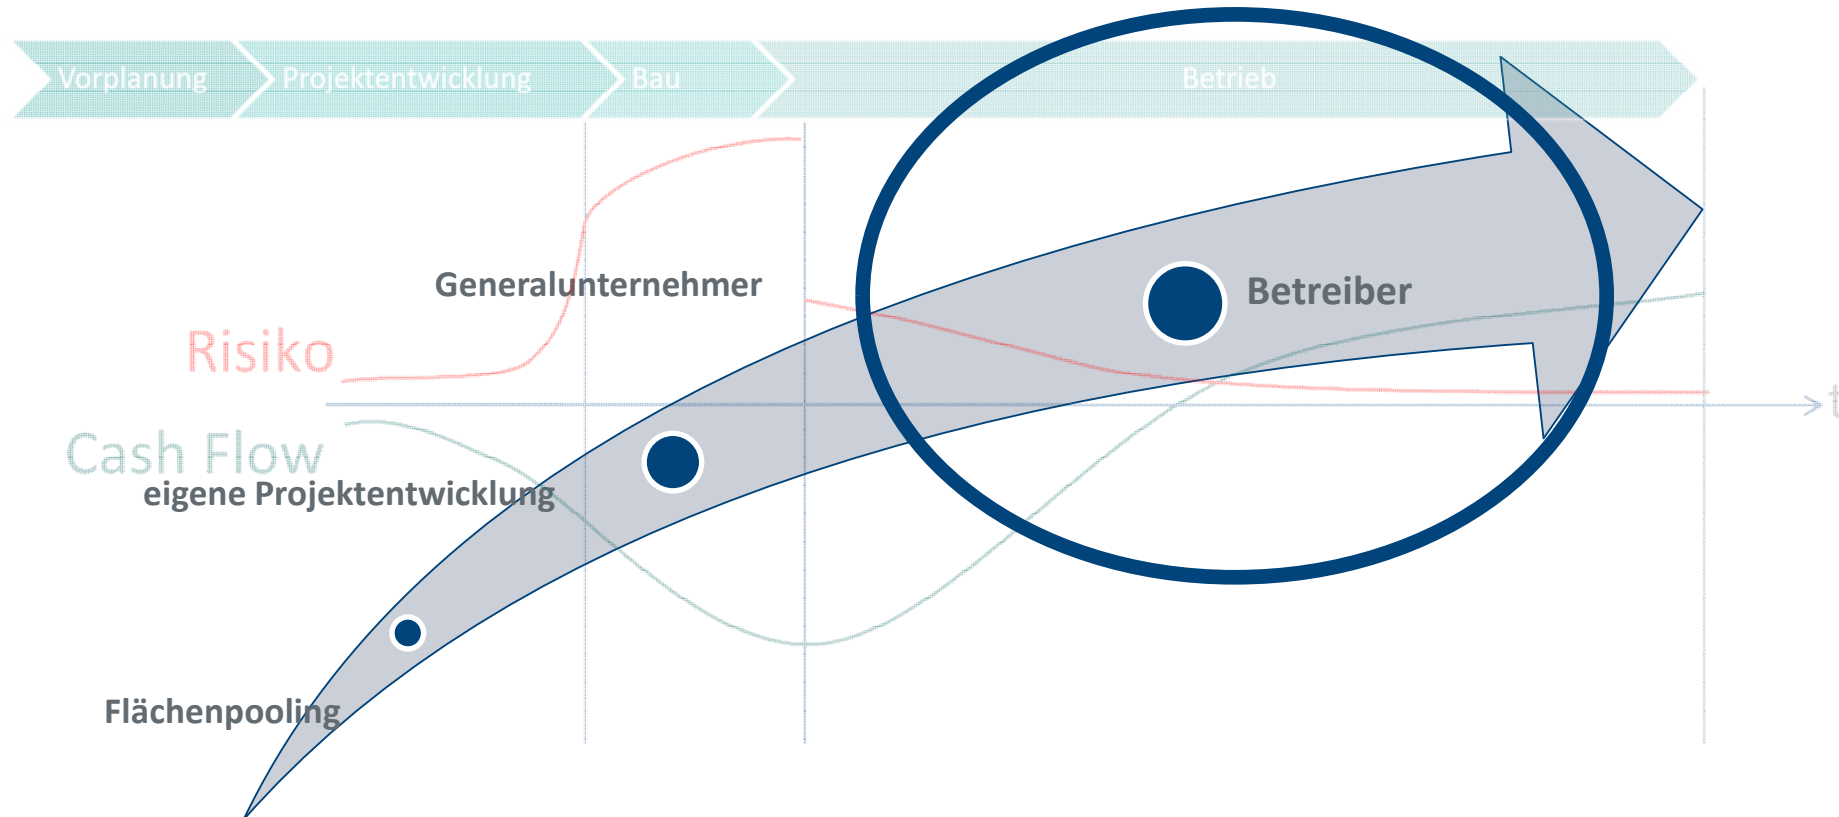 Vorplanung
Projektentwicklung
Bau
Betrieb
Generalunternehmer
Betreiber
Risiko
t
Cash Flow
eigene Projektentwicklung
Flächenpooling